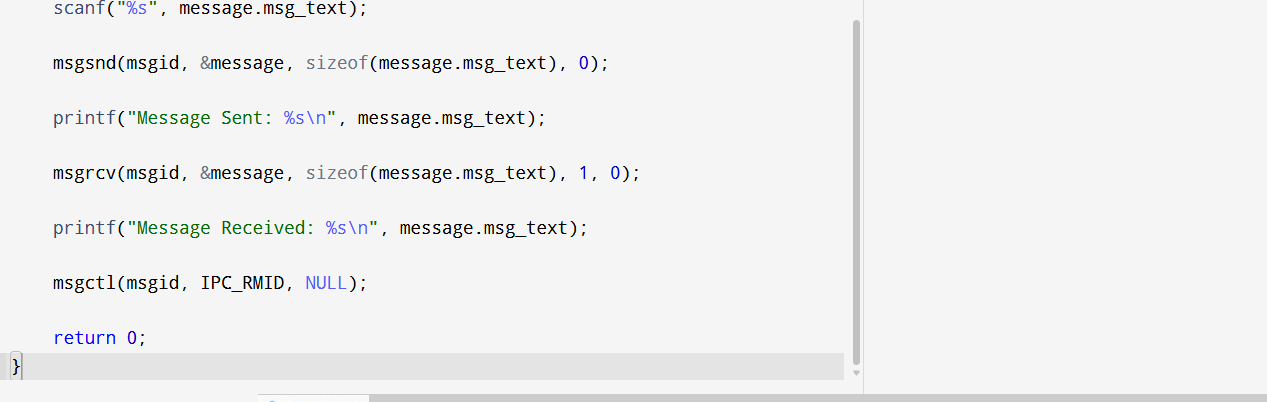 scanf("%s", message.msg_text);
msgsnd(msgid, &message, sizeof(message.msg_text), 0);
printf("Message Sent: %s\n", message.msg_text);
msgrcv(msgid, &message, sizeof(message.msg_text), 1, 0);
printf("Message Received: %s\n", message.msg_text);
msgctl(msgid, IPC_RMID, NULL);
return 0;
}